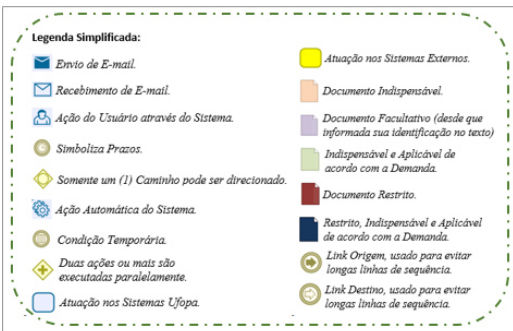 Legenda Simplificada:
Envio de E-mail.
Recebimento de E-mail.
Ação do Usuário através do Sistema.
Simboliza Prazos.
Somente um (1) Caminho pode ser direcionado.
Ação Automática do Sistema.
Condição Temporária.
Duas ações ou mais são
executadas paralelamente.
Atuação nos Sistemas Ufopa.
Atuação nos Sistemas Externos.
Documento Indispensável.
Documento Facultativo (desde que
informada sua identificação no texto)
Indispensável e Aplicável de
acordo com a Demanda.
Documento Restrito.
Restrito, Indispensável e Aplicável
de acordo com a Demanda.
Link Origem, usado para evitar
longas linhas de sequência.
Link Destino, usado para evitar
longas linhas de sequência.